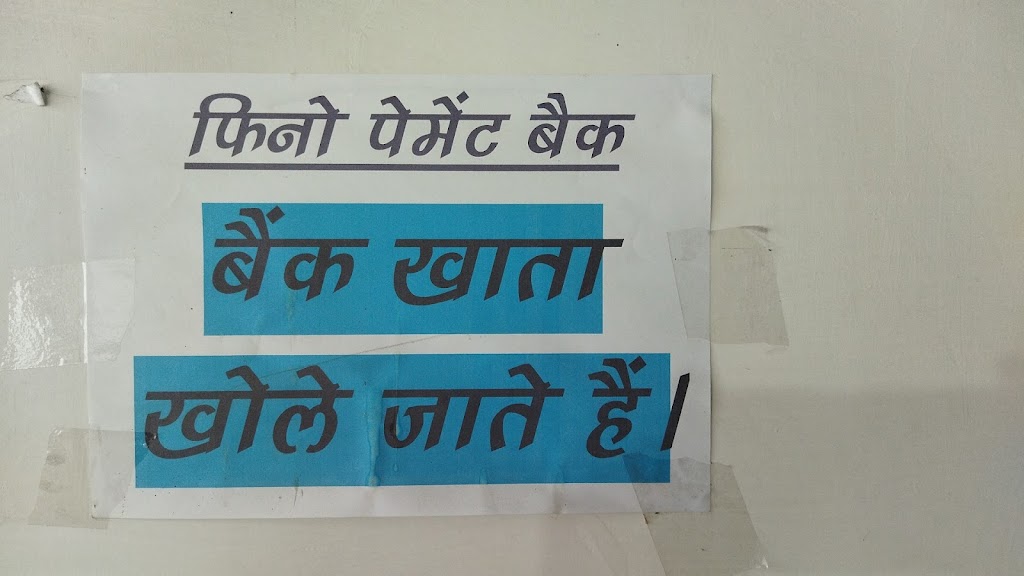 फिनो पेमेंट बैक
बैंक खाता
खोले जाते हैं।